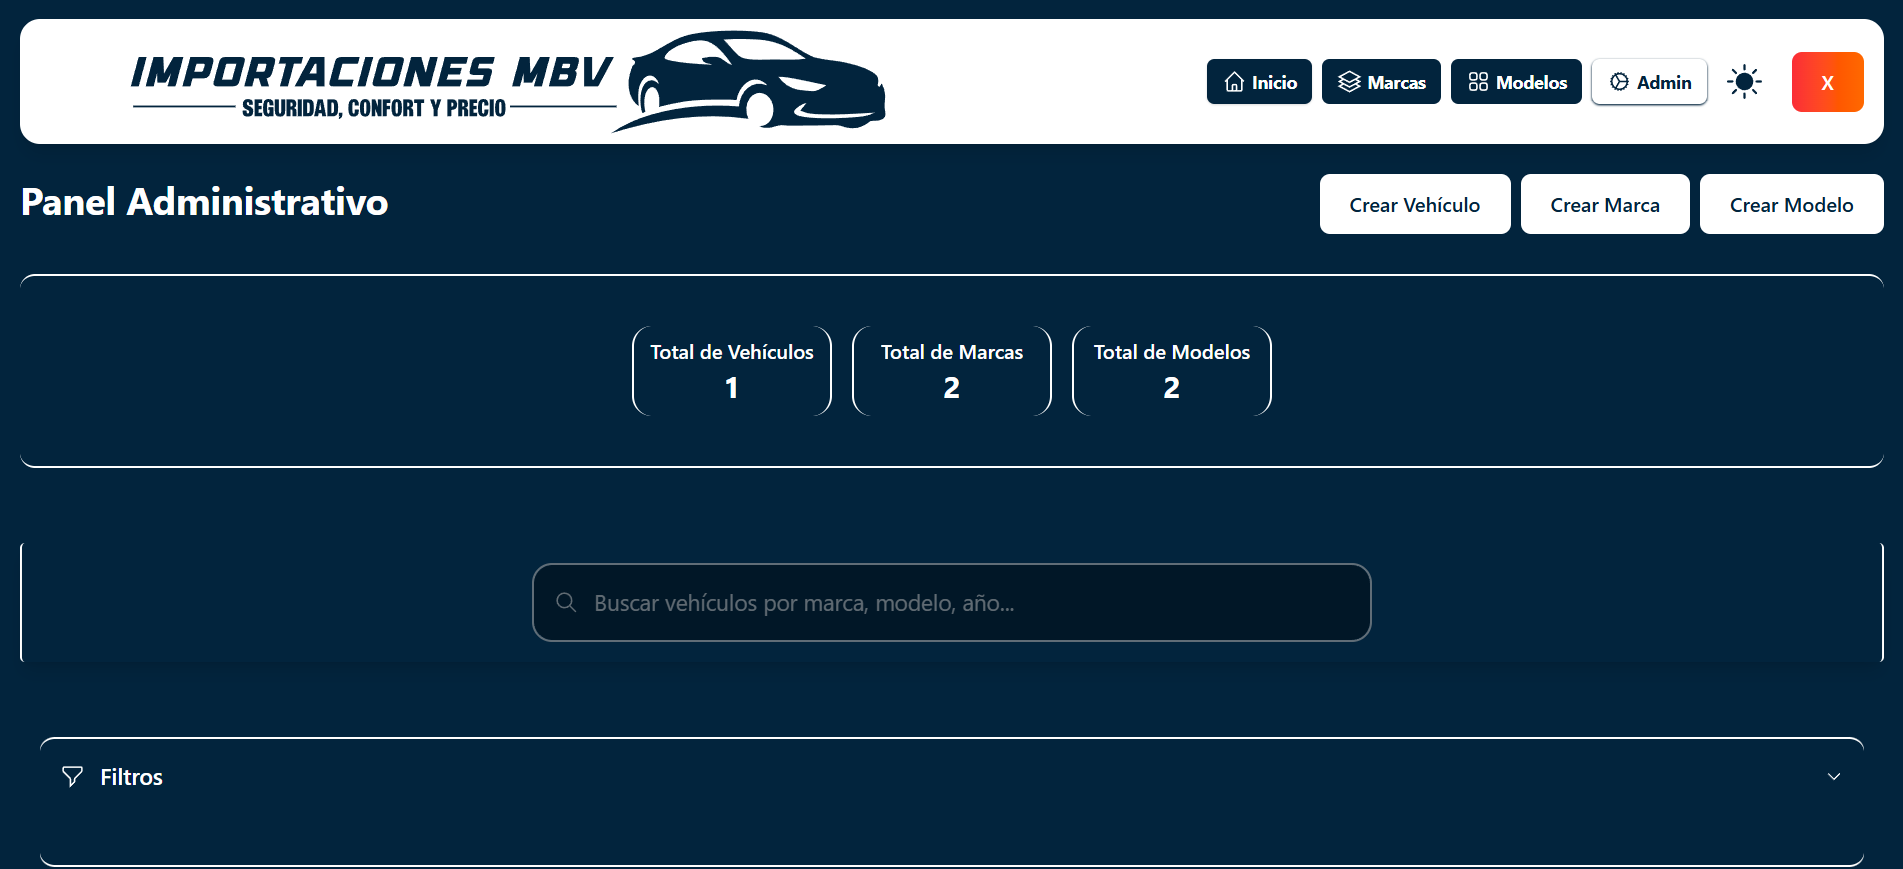 IMPORTACIONES MBV
SEGURIDAD, CONFORT Y PRECIO
Inicio
Marcas
Modelos
Admin
X
Panel Administrativo
Crear Vehículo
Crear Marca
Crear Modelo
Total de Vehículos
1
Total de Marcas
2
Total de Modelos
2
Buscar vehículos por marca, modelo, año...
Filtros